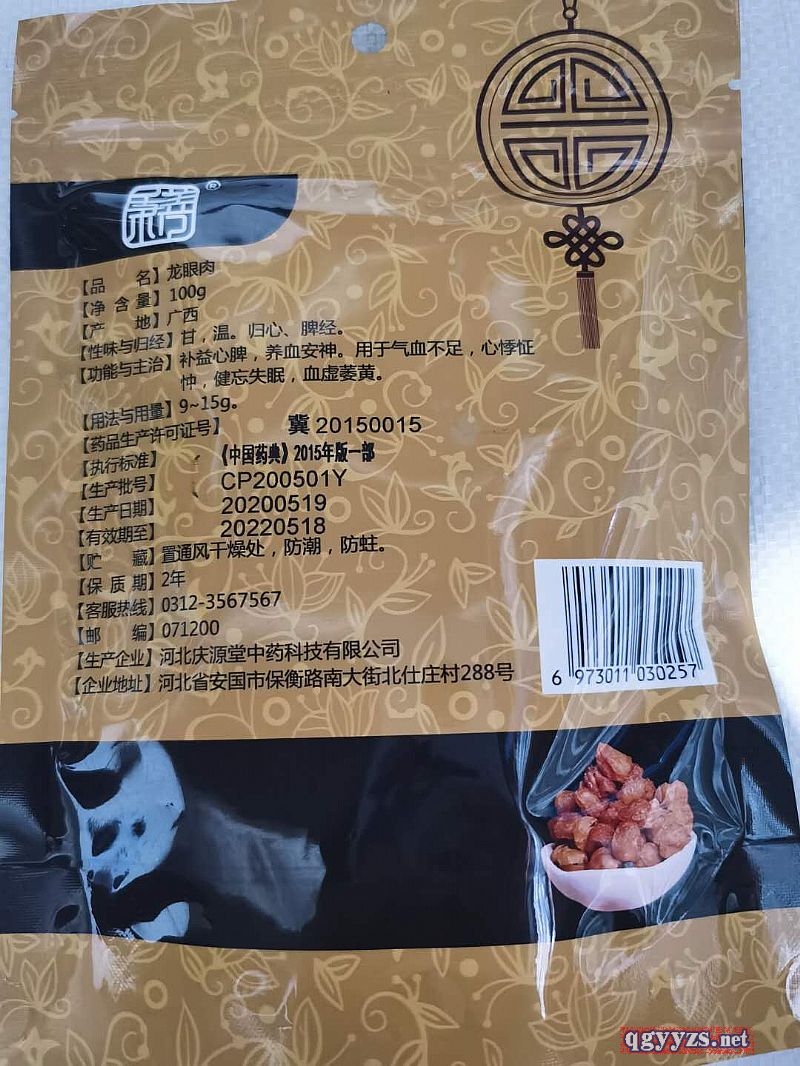 ®
【品 名】龙眼肉
【净 含 量】100g
【产 地】广西
【性味与归经】甘，温。归心、脾经。
【功能与主治】补益心脾，养血安神。用于气血不足，心悸怔
忡，健忘失眠，血虚萎黄。
【用法与用量】9~15g。
【药品生产许可证号】 冀 20150015
【执行标准】 《中国药典》2015年版一部
【生产批号】 CP200501Y
【生产日期】 20200519
【有效期至】 20220518
【贮 藏】置通风干燥处，防潮，防蛀。
【保 质 期】2年
【客服热线】0312-3567567
【邮 编】071200
【生产企业】河北庆源堂中药科技有限公司
【企业地址】河北省安国市保衡路南大街北仕庄村288号
6 973011 030257
qgyyzs.net